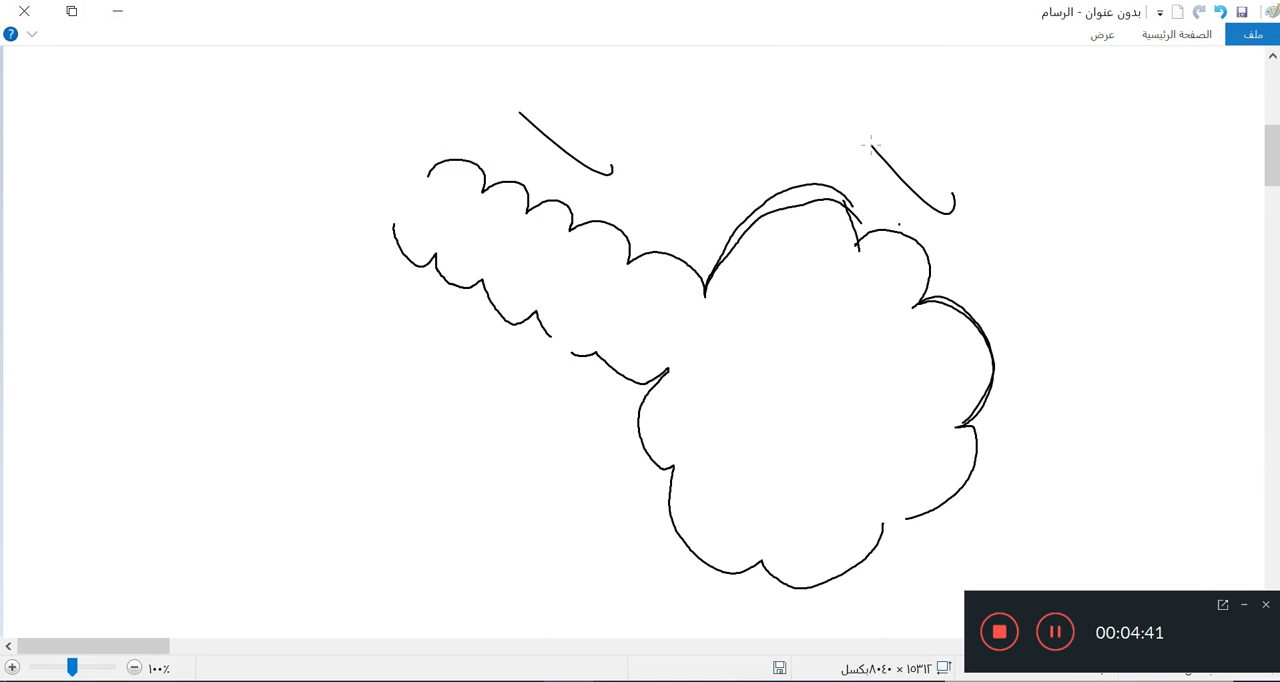 بدون عنوان - الرسام
ملف
الصفحة الرئيسية
عرض
00:04:41
١٥٣١٢ × ٨٠٤٠بكسل
١٠٠٪